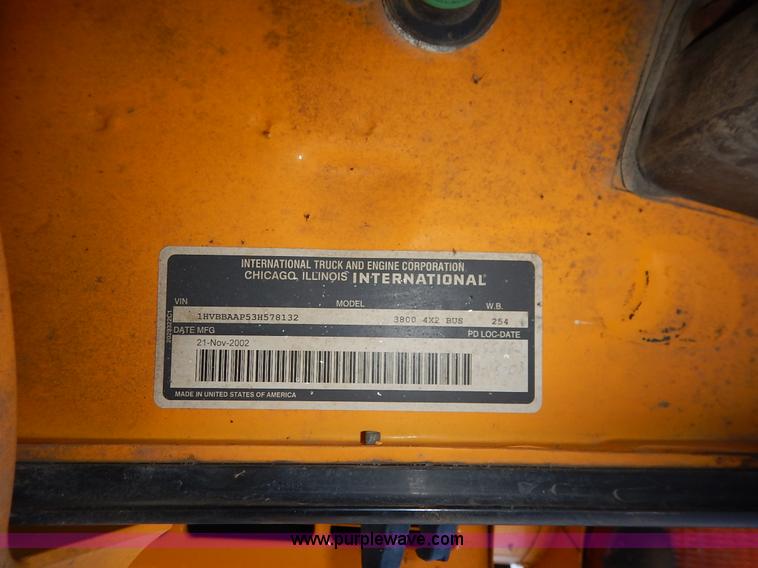 INTERNATIONAL TRUCK AND ENGINE CORPORATION
CHICAGO, ILLINOIS INTERNATIONAL®
VIN MODEL W.B.
1HVBBAAP53H578132 3800 4X2 BUS 254
DATE MFG PD LOC-DATE
21-Nov-2002
MADE IN UNITED STATES OF AMERICA
www.purplewave.com